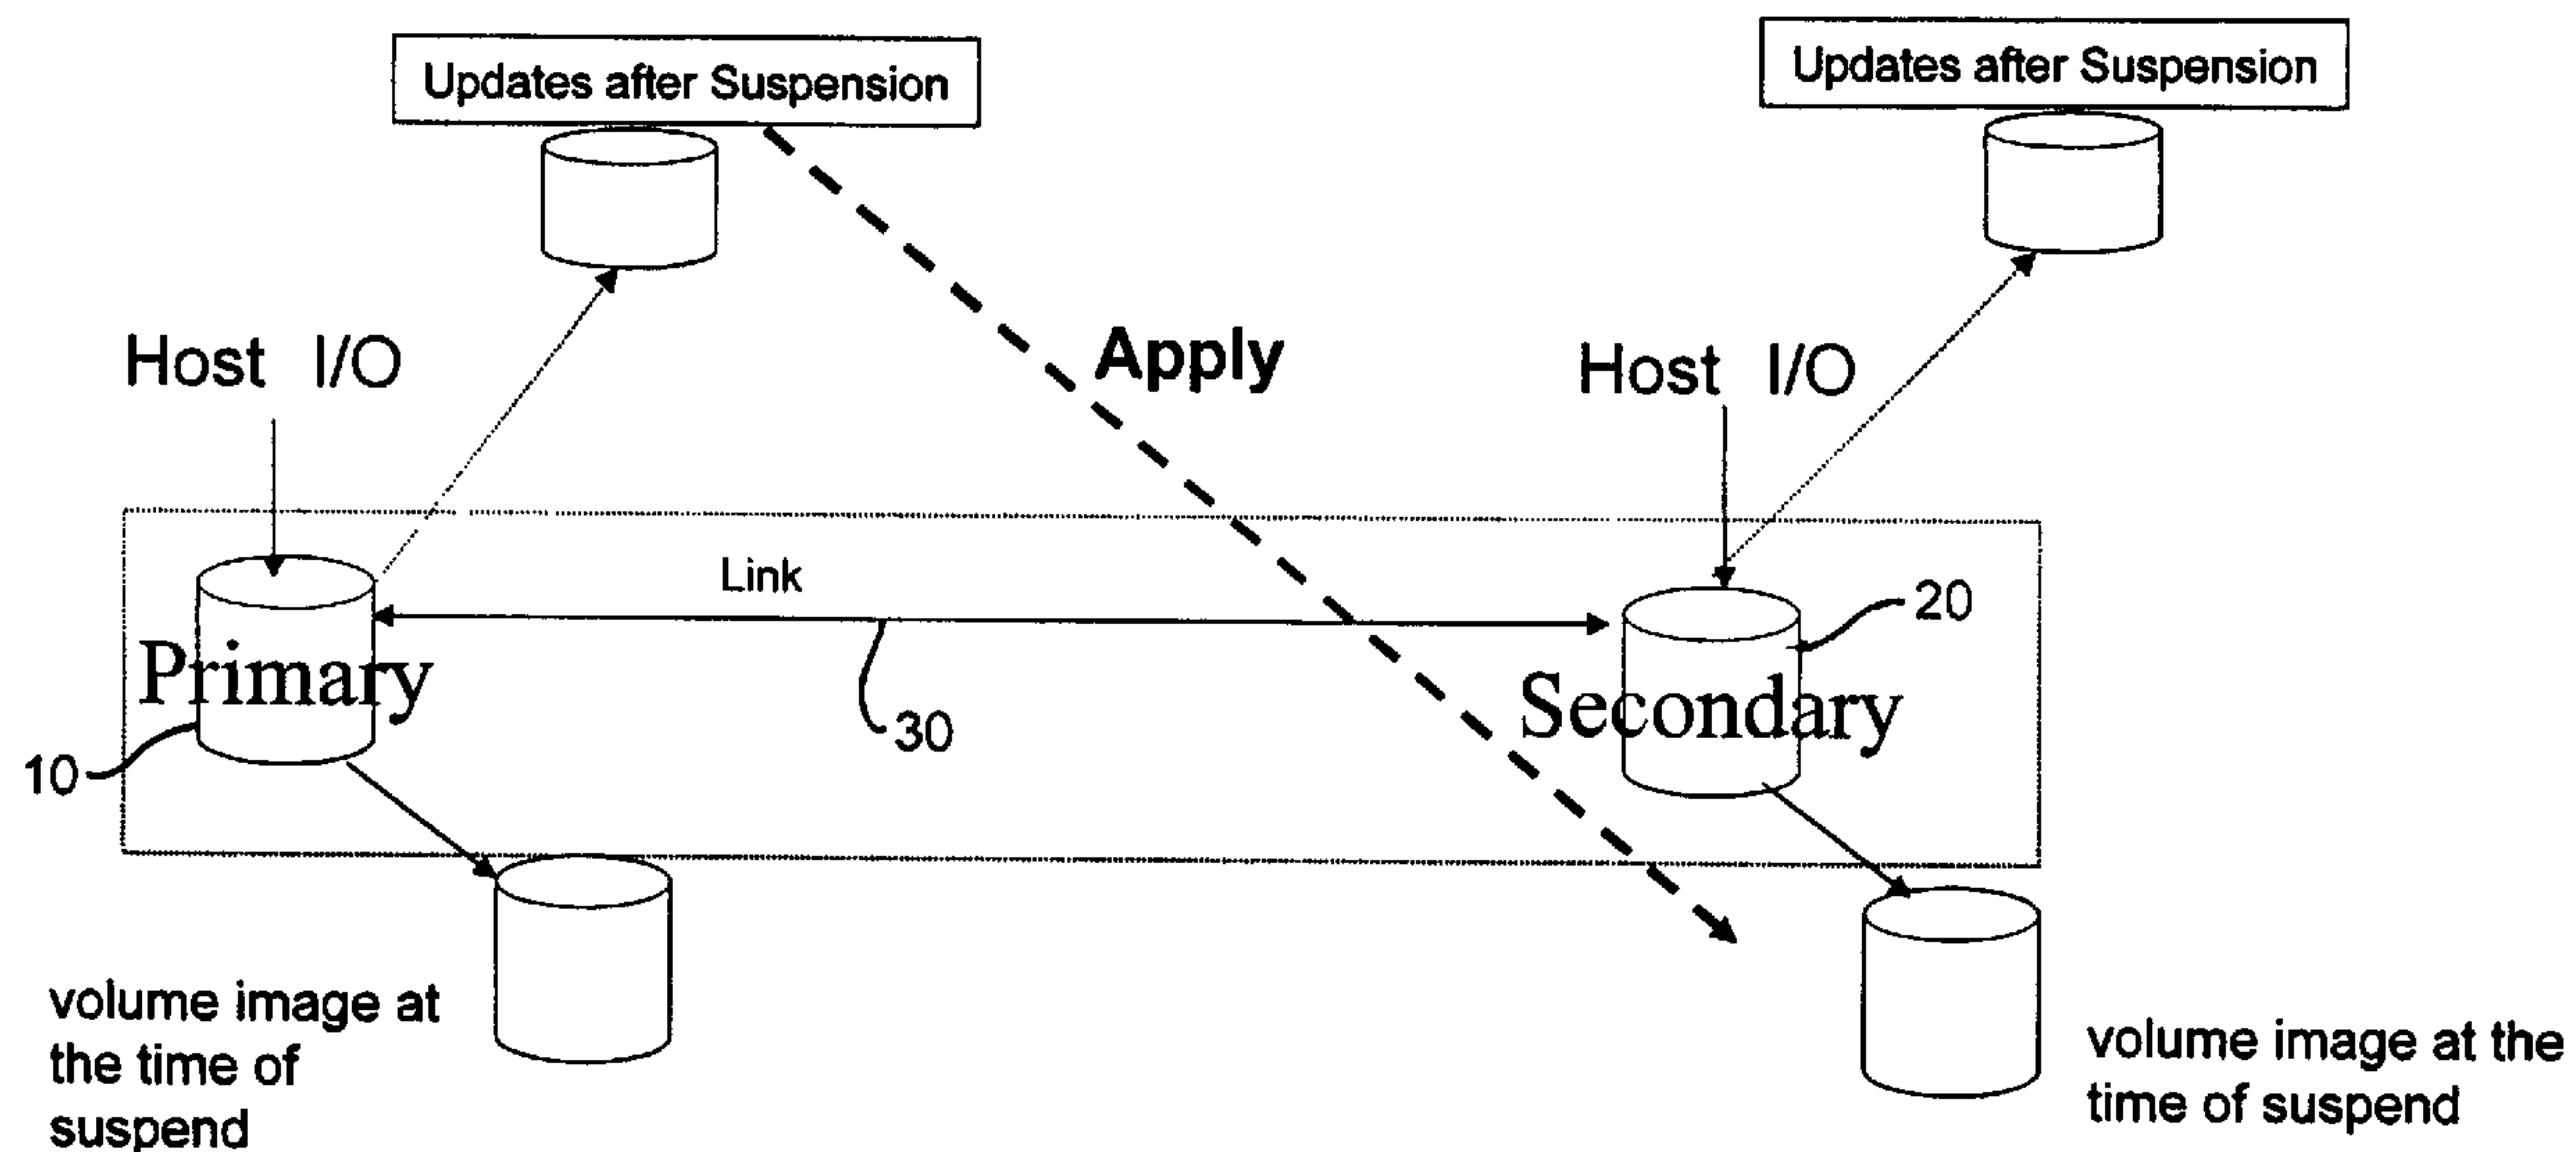 Updates after Suspension
Updates after Suspension
Host I/O
Apply
Host I/O
Link
20
Primary
Secondary
30
10
volume image at
the time of
suspend
volume image at the
time of suspend